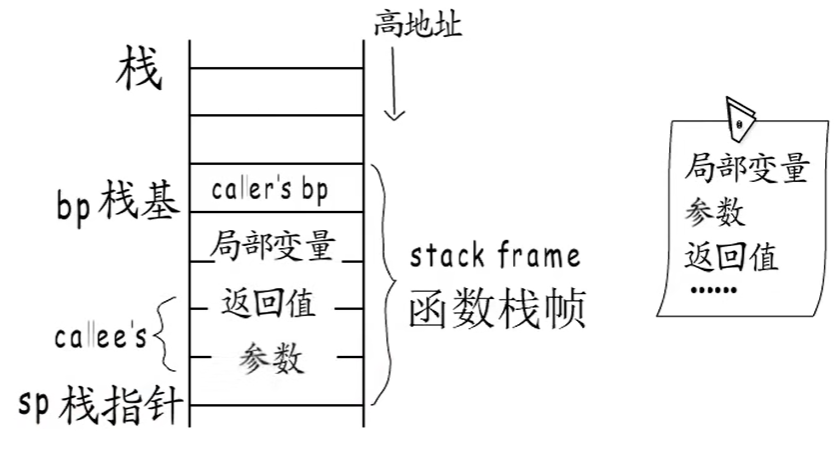 高地址
栈
caller's bp
bp 栈基
局部变量
返回值
callee's
参数
sp 栈指针
stack frame
函数栈帧
局部变量
参数
返回值
······